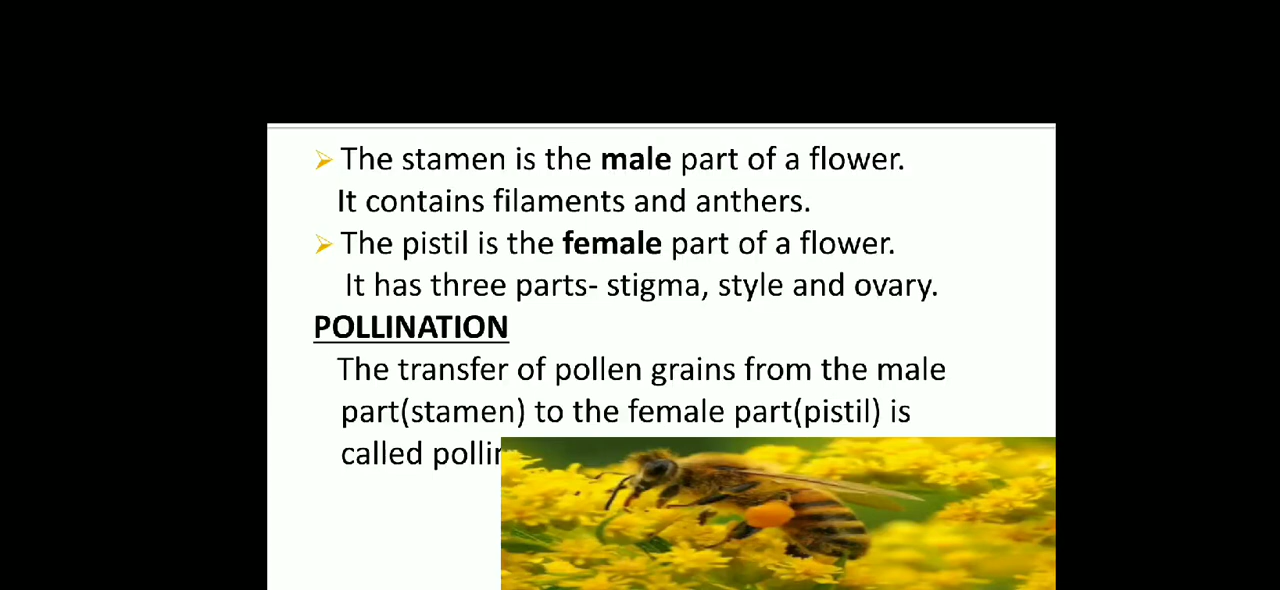 The stamen is the male part of a flower.
It contains filaments and anthers.
The pistil is the female part of a flower.
It has three parts- stigma, style and ovary.
POLLINATION
The transfer of pollen grains from the male
part(stamen) to the female part(pistil) is
called